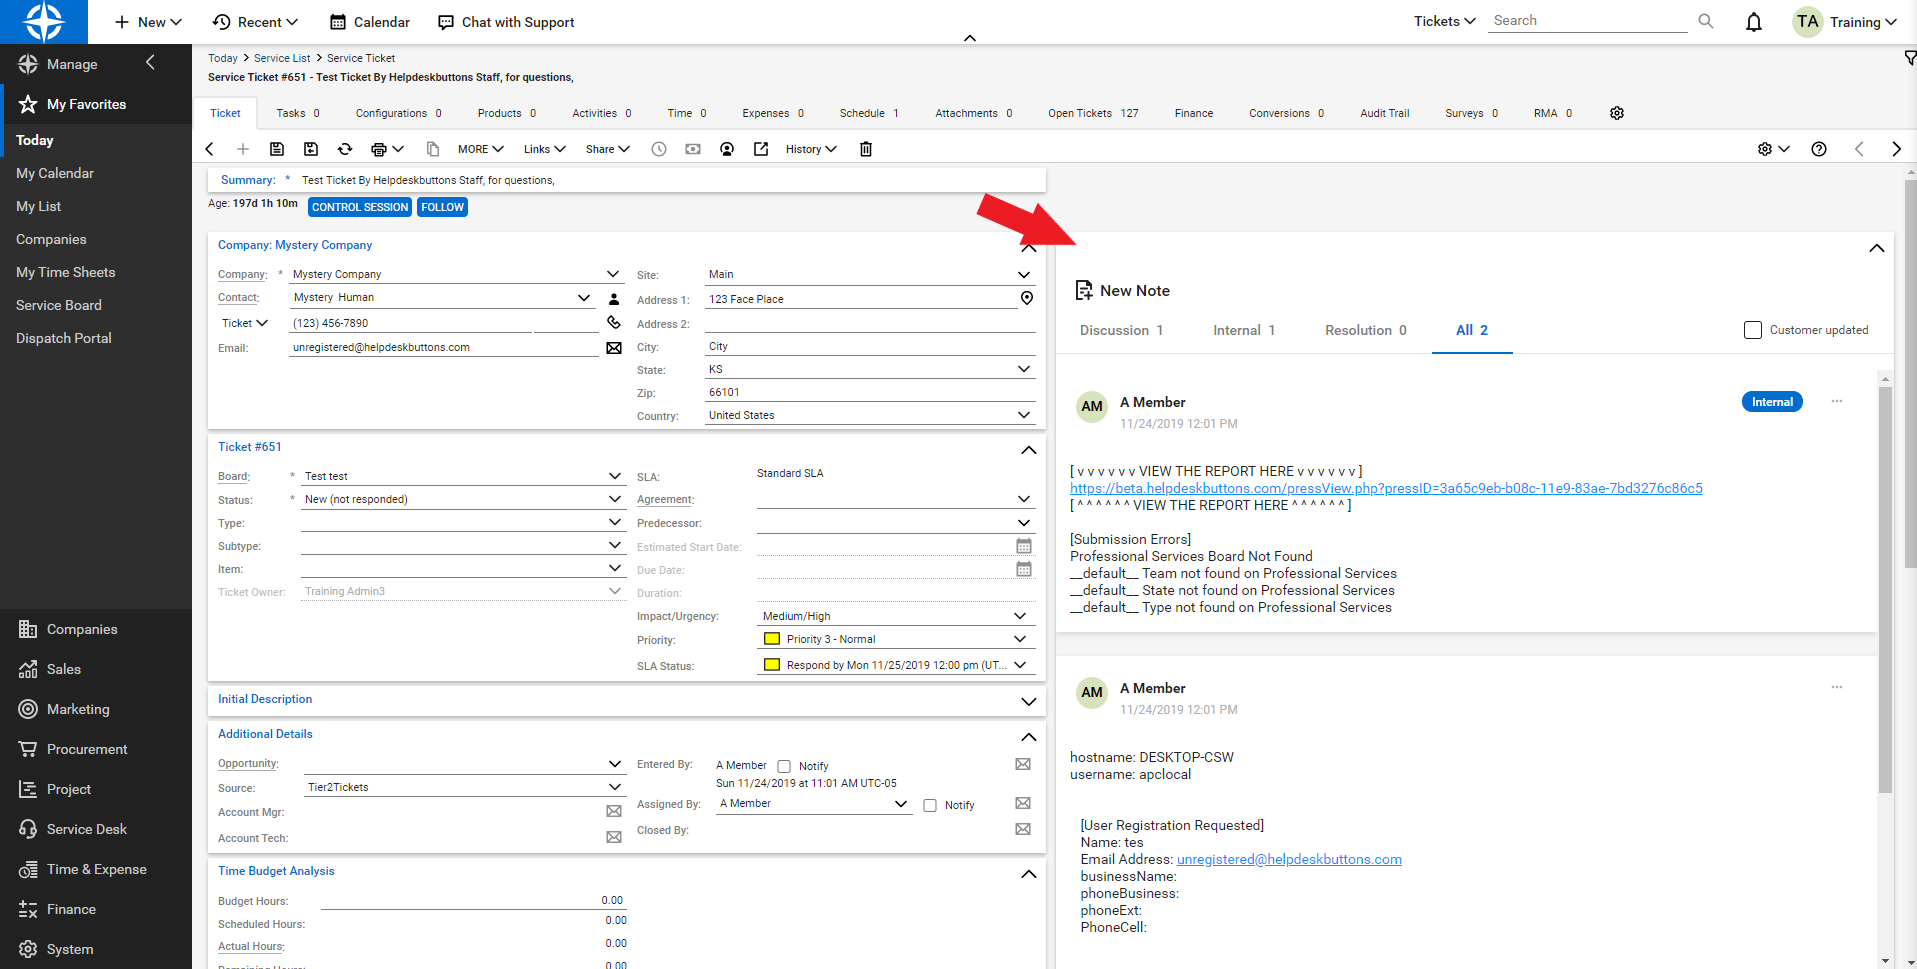 New
Recent
Calendar
Chat with Support
Tickets
Search
TA
Training
Manage
My Favorites
Today
My Calendar
My List
Companies
My Time Sheets
Service Board
Dispatch Portal
Companies
Sales
Marketing
Procurement
Project
Service Desk
Time & Expense
Finance
System
Today > Service List > Service Ticket
Service Ticket #651 - Test Ticket By Helpdeskbuttons Staff, for questions,
Ticket
Tasks 0
Configurations 0
Products 0
Activities 0
Time 0
Expenses 0
Schedule 1
Attachments 0
Open Tickets 127
Finance
Conversions 0
Audit Trail
Surveys 0
RMA 0
MORE
Links
Share
History
Summary: * Test Ticket By Helpdeskbuttons Staff, for questions,
Age: 197d 1h 10m
CONTROL SESSION
FOLLOW
Company: Mystery Company
Company: * Mystery Company
Contact: Mystery Human
Ticket (123) 456-7890
Email: unregistered@helpdeskbuttons.com
Site: Main
Address 1: 123 Face Place
Address 2:
City: City
State: KS
Zip: 66101
Country: United States
Ticket #651
Board: * Test test
Status: * New (not responded)
Type:
Subtype:
Item:
Ticket Owner: Training Admin3
SLA: Standard SLA
Agreement:
Predecessor:
Estimated Start Date:
Due Date:
Duration:
Impact/Urgency: Medium/High
Priority: Priority 3 - Normal
SLA Status: Respond by Mon 11/25/2019 12:00 pm (UT...
Initial Description
Additional Details
Opportunity:
Source: Tier2Tickets
Account Mgr:
Account Tech:
Entered By: A Member Notify
Sun 11/24/2019 at 11:01 AM UTC-05
Assigned By: A Member Notify
Closed By:
Time Budget Analysis
Budget Hours: 0.00
Scheduled Hours: 0.00
Actual Hours: 0.00
Remaining Hours: 0.00
New Note
Discussion 1
Internal 1
Resolution 0
All 2
Customer updated
AM
A Member
11/24/2019 12:01 PM
Internal
...
[ v v v v v v VIEW THE REPORT HERE v v v v v v ]
https://beta.helpdeskbuttons.com/pressView.php?pressID=3a65c9eb-b08c-11e9-83ae-7bd3276c86c5
[ ^ ^ ^ ^ ^ ^ VIEW THE REPORT HERE ^ ^ ^ ^ ^ ^ ]
[Submission Errors]
Professional Services Board Not Found
__default__ Team not found on Professional Services
__default__ State not found on Professional Services
__default__ Type not found on Professional Services
AM
A Member
11/24/2019 12:01 PM
...
hostname: DESKTOP-CSW
username: apclocal
[User Registration Requested]
Name: tes
Email Address: unregistered@helpdeskbuttons.com
businessName:
phoneBusiness:
phoneExt:
PhoneCell: